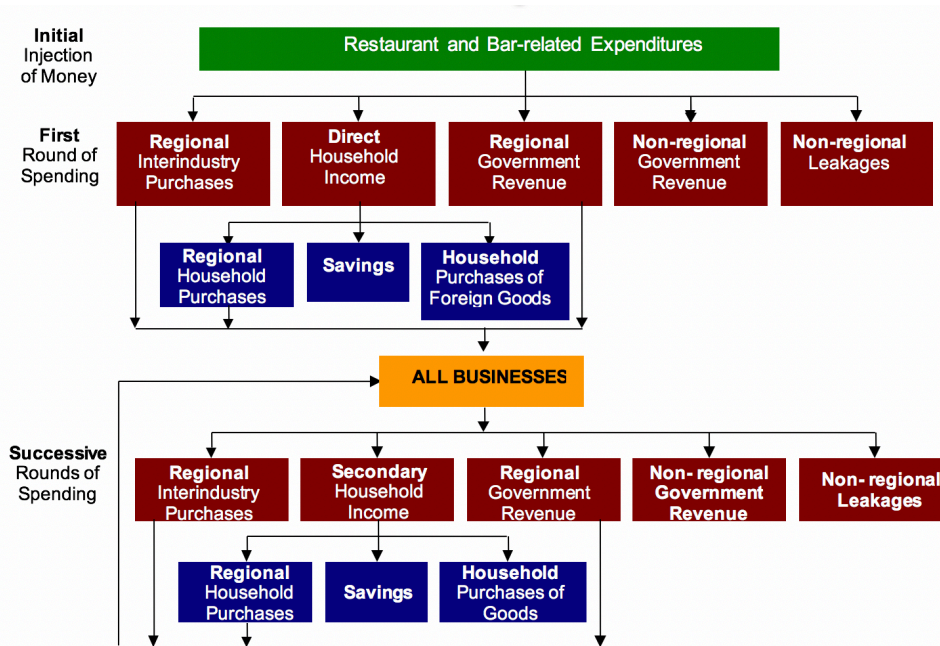 Initial
Injection
of Money
Restaurant and Bar-related Expenditures
First
Round of
Spending
Regional
Interindustry
Purchases
Direct
Household
Income
Regional
Government
Revenue
Non-regional
Government
Revenue
Non-regional
Leakages
Regional
Household
Purchases
Savings
Household
Purchases of
Foreign Goods
ALL BUSINESSES
Successive
Rounds of
Spending
Regional
Interindustry
Purchases
Secondary
Household
Income
Regional
Government
Revenue
Non- regional
Government
Revenue
Non- regional
Leakages
Regional
Household
Purchases
Savings
Household
Purchases of
Goods